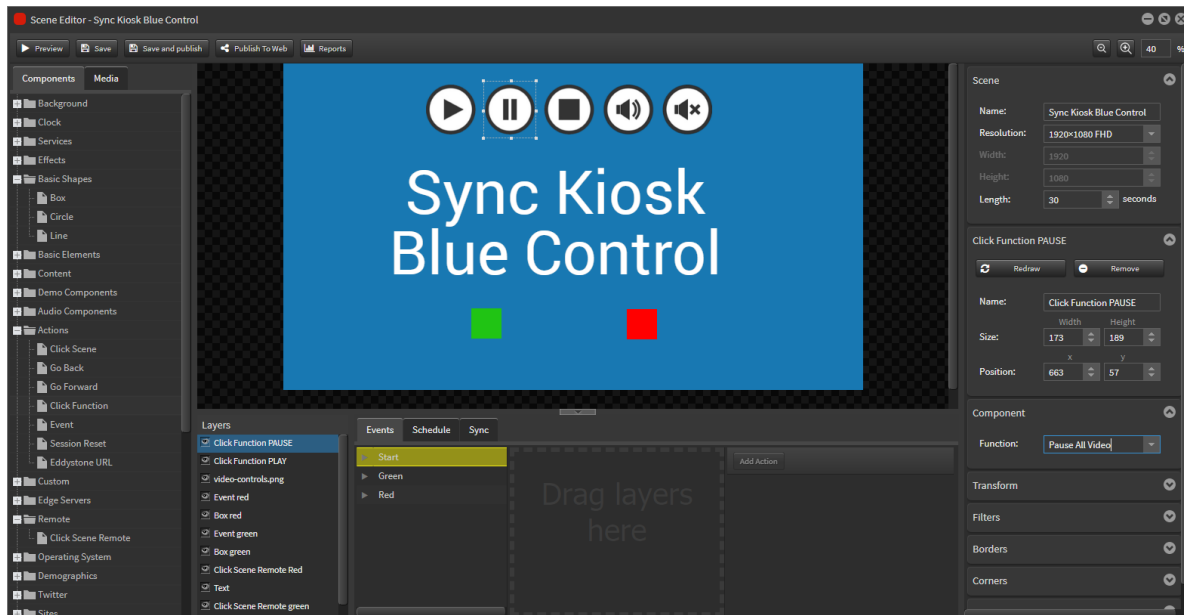 Scene Editor - Sync Kiosk Blue Control
Preview
Save
Save and publish
Publish To Web
Reports
40
%
Components
Media
Background
Clock
Services
Effects
Basic Shapes
Box
Circle
Line
Basic Elements
Content
Demo Components
Audio Components
Actions
Click Scene
Go Back
Go Forward
Click Function
Event
Session Reset
Eddystone URL
Custom
Edge Servers
Remote
Click Scene Remote
Operating System
Demographics
Twitter
Sites
Sync Kiosk
Blue Control
Layers
Click Function PAUSE
Click Function PLAY
video-controls.png
Event red
Box red
Event green
Box green
Click Scene Remote Red
Text
Click Scene Remote green
Events
Schedule
Sync
Start
Green
Red
Drag layers
here
Add Action
Scene
Name:
Sync Kiosk Blue Control
Resolution:
1920×1080 FHD
Width:
1920
Height:
1080
Length:
30
seconds
Click Function PAUSE
Redraw
Remove
Name:
Click Function PAUSE
Width
Height
Size:
173
189
x
y
Position:
663
57
Component
Function:
Pause All Video
Transform
Filters
Borders
Corners